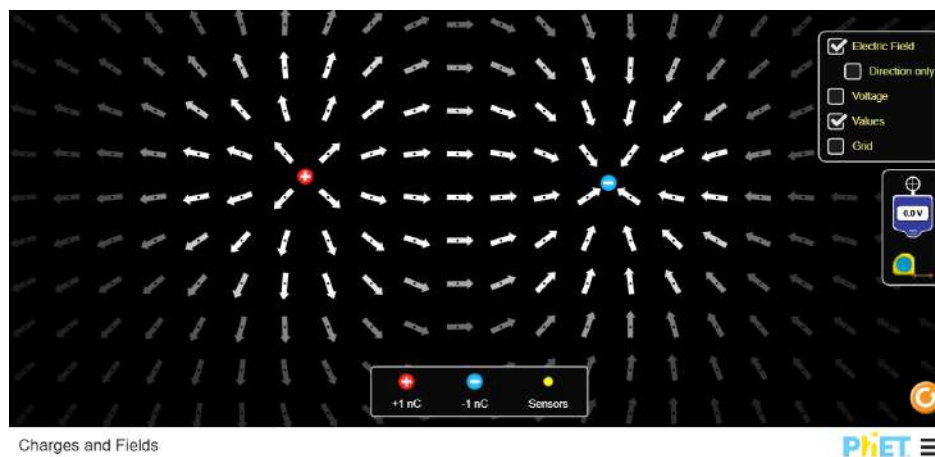 Electric Field
Direction only
Voltage
Values
Grid
0.0 V
+1 nC
-1 nC
Sensors
Charges and Fields
PhET